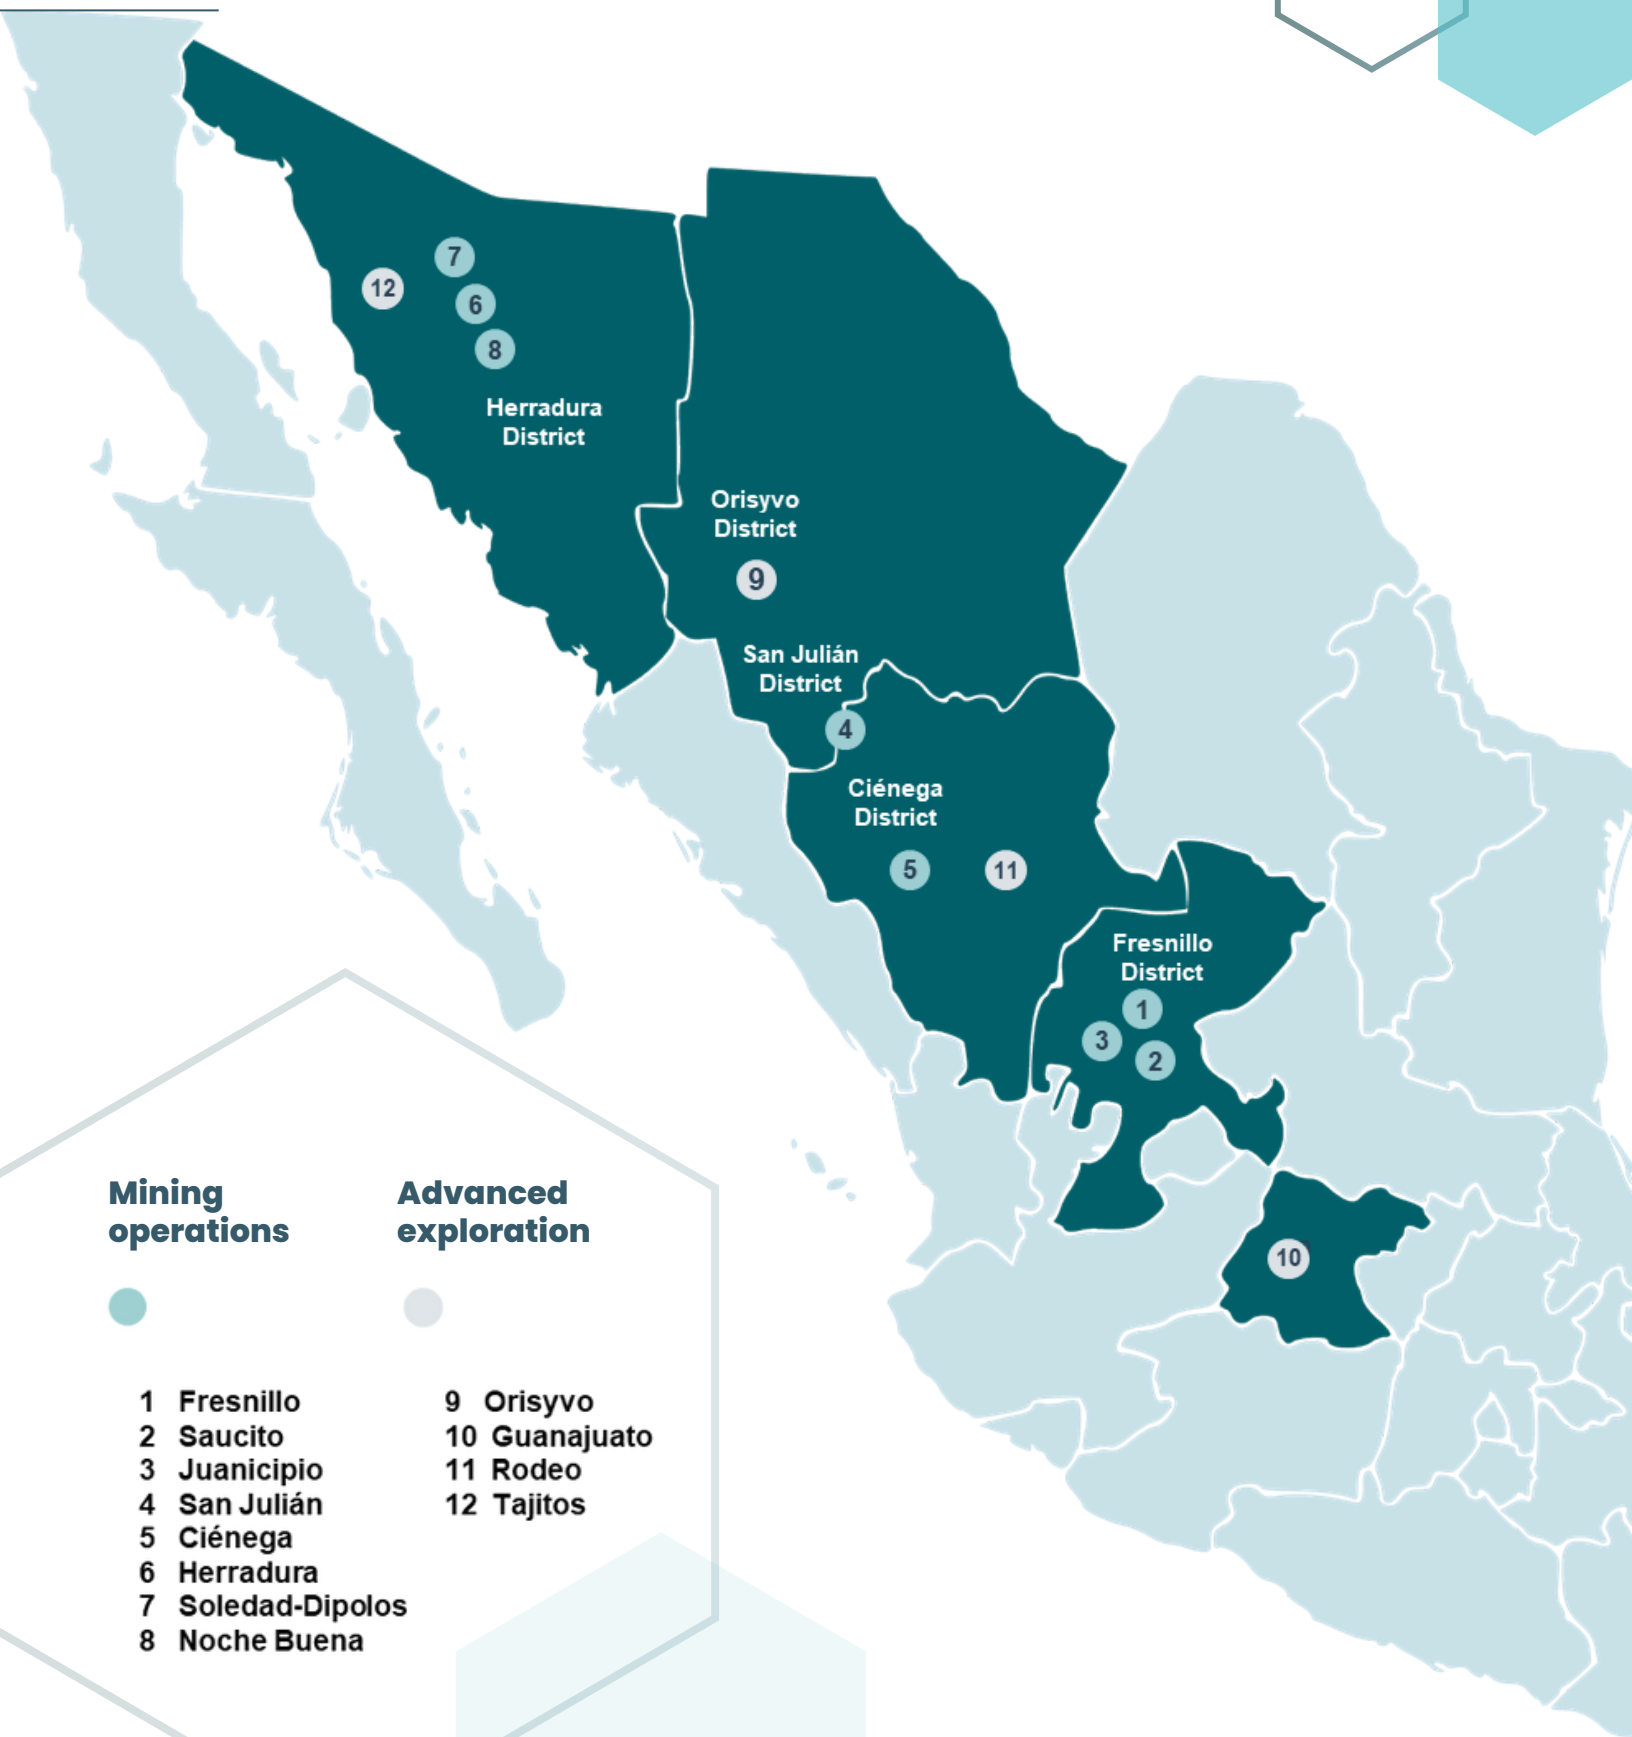 7
12
6
8
Herradura
District
Orisyvo
District
9
San Julián
District
4
Ciénega
District
5
11
Fresnillo
District
1
3
2
10
Mining
operations
Advanced
exploration
1 Fresnillo
2 Saucito
3 Juanicipio
4 San Julián
5 Ciénega
6 Herradura
7 Soledad-Dipolos
8 Noche Buena
9 Orisyvo
10 Guanajuato
11 Rodeo
12 Tajitos